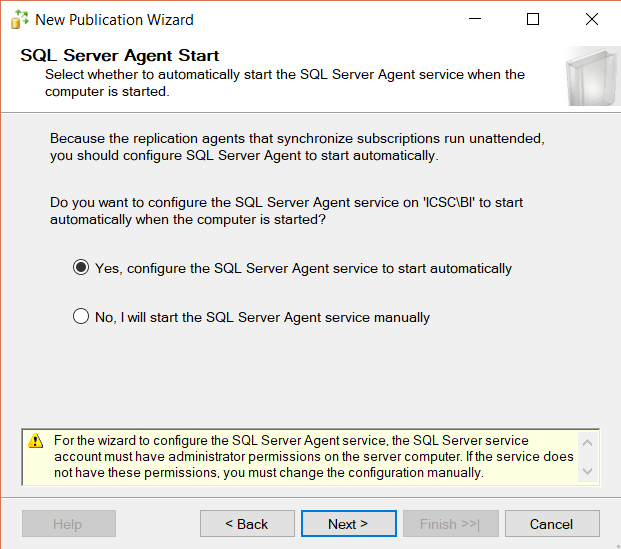 New Publication Wizard
SQL Server Agent Start
Select whether to automatically start the SQL Server Agent service when the
computer is started.
Because the replication agents that synchronize subscriptions run unattended,
you should configure SQL Server Agent to start automatically.
Do you want to configure the SQL Server Agent service on 'ICSC\BI' to start
automatically when the computer is started?
Yes, configure the SQL Server Agent service to start automatically
No, I will start the SQL Server Agent service manually
For the wizard to configure the SQL Server Agent service, the SQL Server service
account must have administrator permissions on the server computer. If the service does
not have these permissions, you must change the configuration manually.
Help
< Back
Next >
Finish >>|
Cancel